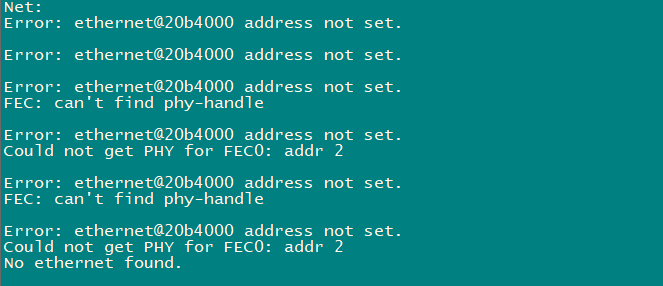 Net:
Error: ethernet@20b4000 address not set.
Error: ethernet@20b4000 address not set.
Error: ethernet@20b4000 address not set.
FEC: can't find phy-handle
Error: ethernet@20b4000 address not set.
Could not get PHY for FEC0: addr 2
Error: ethernet@20b4000 address not set.
FEC: can't find phy-handle
Error: ethernet@20b4000 address not set.
Could not get PHY for FEC0: addr 2
No ethernet found.